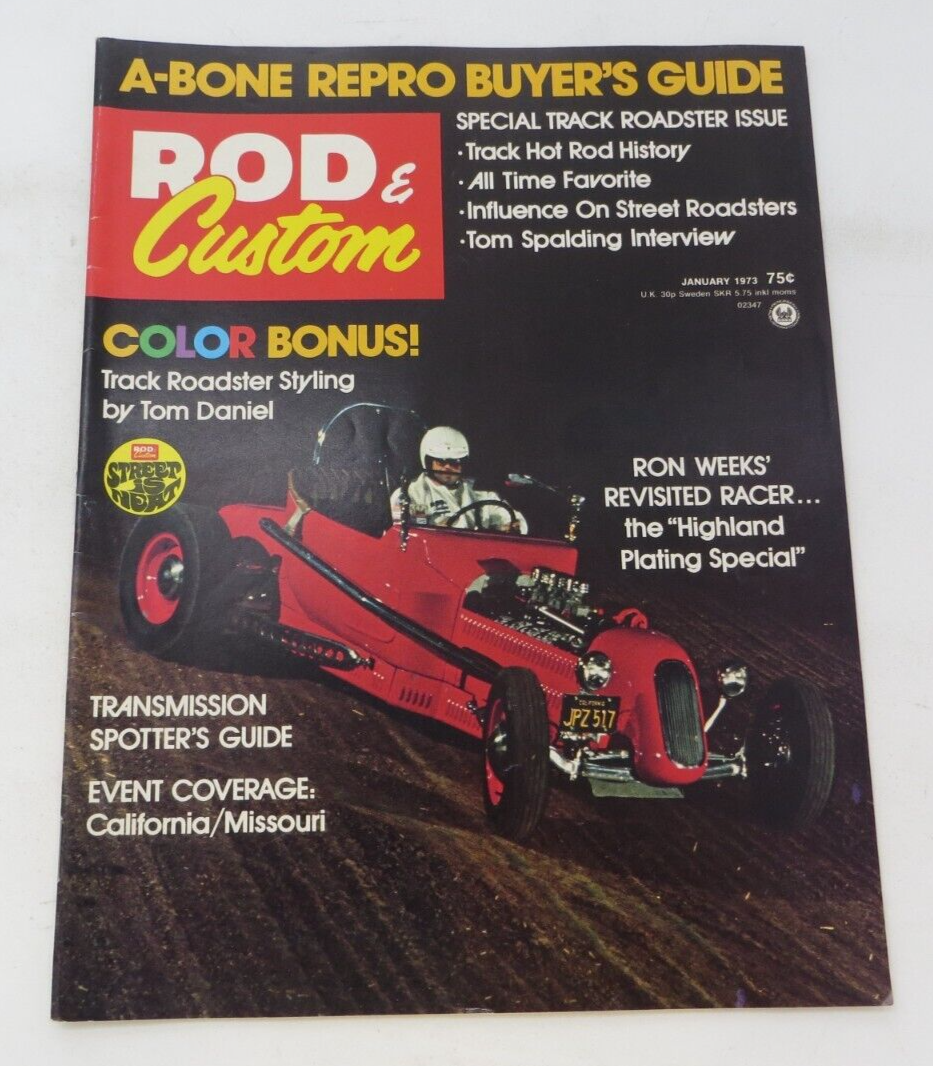 A-BONE REPRO BUYER'S GUIDE
ROD &
Custom
SPECIAL TRACK ROADSTER ISSUE
·Track Hot Rod History
·All Time Favorite
·Influence On Street Roadsters
·Tom Spalding Interview
JANUARY 1973 75¢
U.K. 30p Sweden SKR 5.75 inkl moms
02347
COLOR BONUS!
Track Roadster Styling
by Tom Daniel
ROD &
Custom
STREET
IS
NEAT
RON WEEKS'
REVISITED RACER...
the "Highland
Plating Special"
CALIFORNIA
JPZ 517
TRANSMISSION
SPOTTER'S GUIDE
EVENT COVERAGE:
California/Missouri